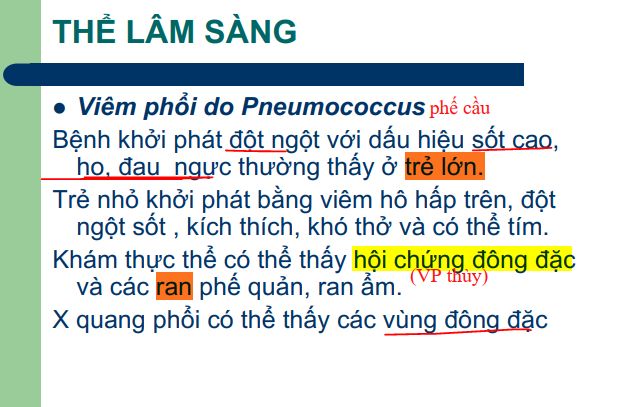 THỂ LÂM SÀNG
● Viêm phổi do Pneumococcus phế cầu
Bệnh khởi phát đột ngột với dấu hiệu sốt cao,
ho, đau ngực thường thấy ở trẻ lớn.
Trẻ nhỏ khởi phát bằng viêm hô hấp trên, đột
ngột sốt , kích thích, khó thở và có thể tím.
Khám thực thể có thể thấy hội chứng đông đặc
và các ran phế quản, ran ẩm. (VP thùy)
X quang phổi có thể thấy các vùng đông đặc